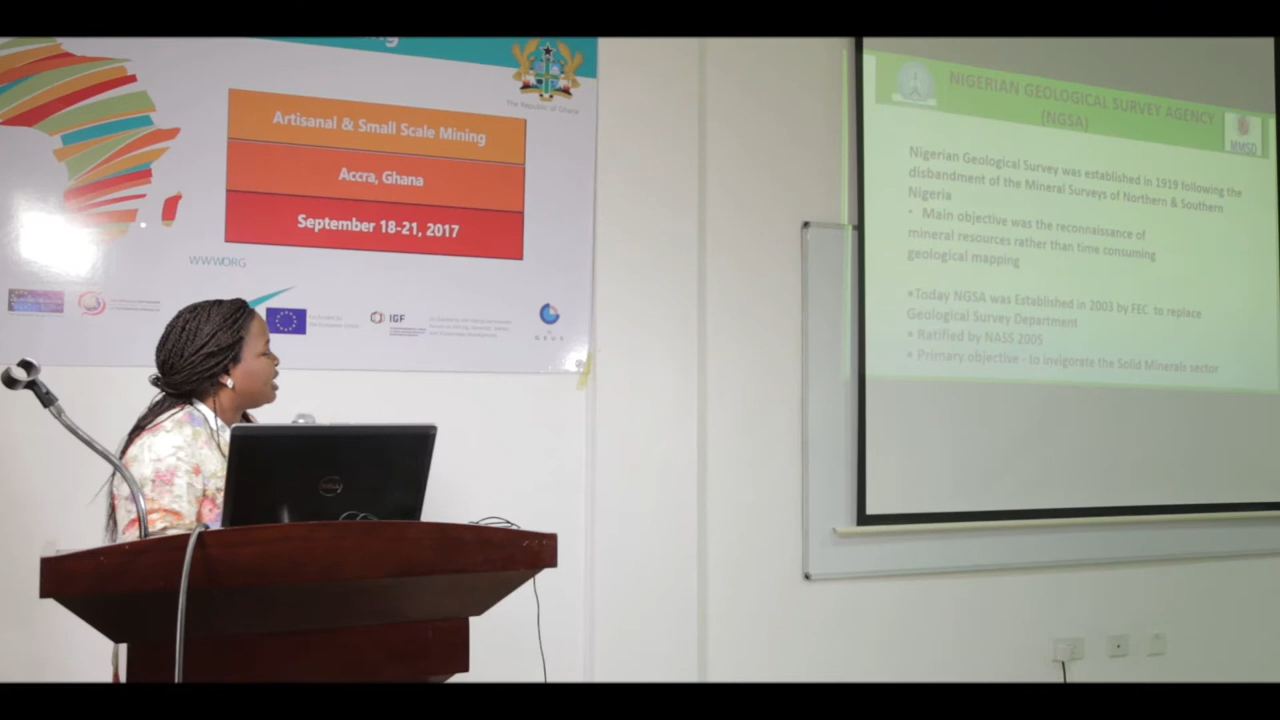 The Republic of Ghana
Artisanal & Small Scale Mining
Accra, Ghana
September 18-21, 2017
WWW
ORG
IGF
G E U S
NIGERIAN GEOLOGICAL SURVEY AGENCY
(NGSA)
MMSD
Nigerian Geological Survey was established in 1919 following the
disbandment of the Mineral Surveys of Northern & Southern
Nigeria
• Main objective was the reconnaissance of
mineral resources rather than time consuming
geological mapping
•Today NGSA was Established in 2003 by FEC to replace
Geological Survey Department
• Ratified by NASS 2005
• Primary objective - to invigorate the Solid Minerals sector